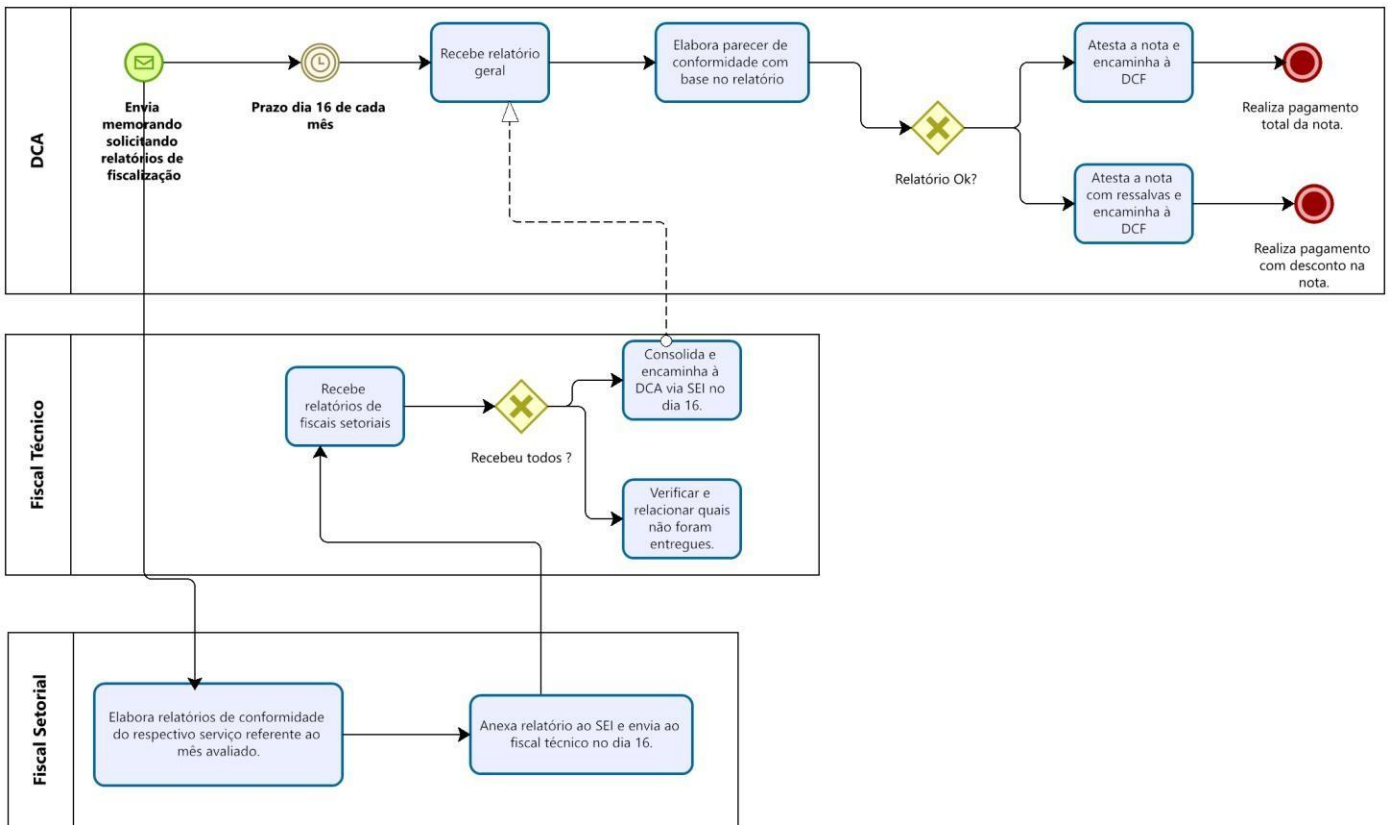 DCA
Envia
memorando
solicitando
relatórios de
fiscalização
Prazo dia 16 de cada
mês
Recebe relatório
geral
Elabora parecer de
conformidade com
base no relatório
Relatório Ok?
Atesta a nota e
encaminha à
DCF
Realiza pagamento
total da nota.
Atesta a nota
com ressalvas e
encaminha à
DCF
Realiza pagamento
com desconto na
nota.
Fiscal Técnico
Recebe
relatórios de
fiscais setoriais
Recebeu todos ?
Consolida e
encaminha à
DCA via SEI no
dia 16.
Verificar e
relacionar quais
não foram
entregues.
Fiscal Setorial
Elabora relatórios de conformidade
do respectivo serviço referente ao
mês avaliado.
Anexa relatório ao SEI e envia ao
fiscal técnico no dia 16.